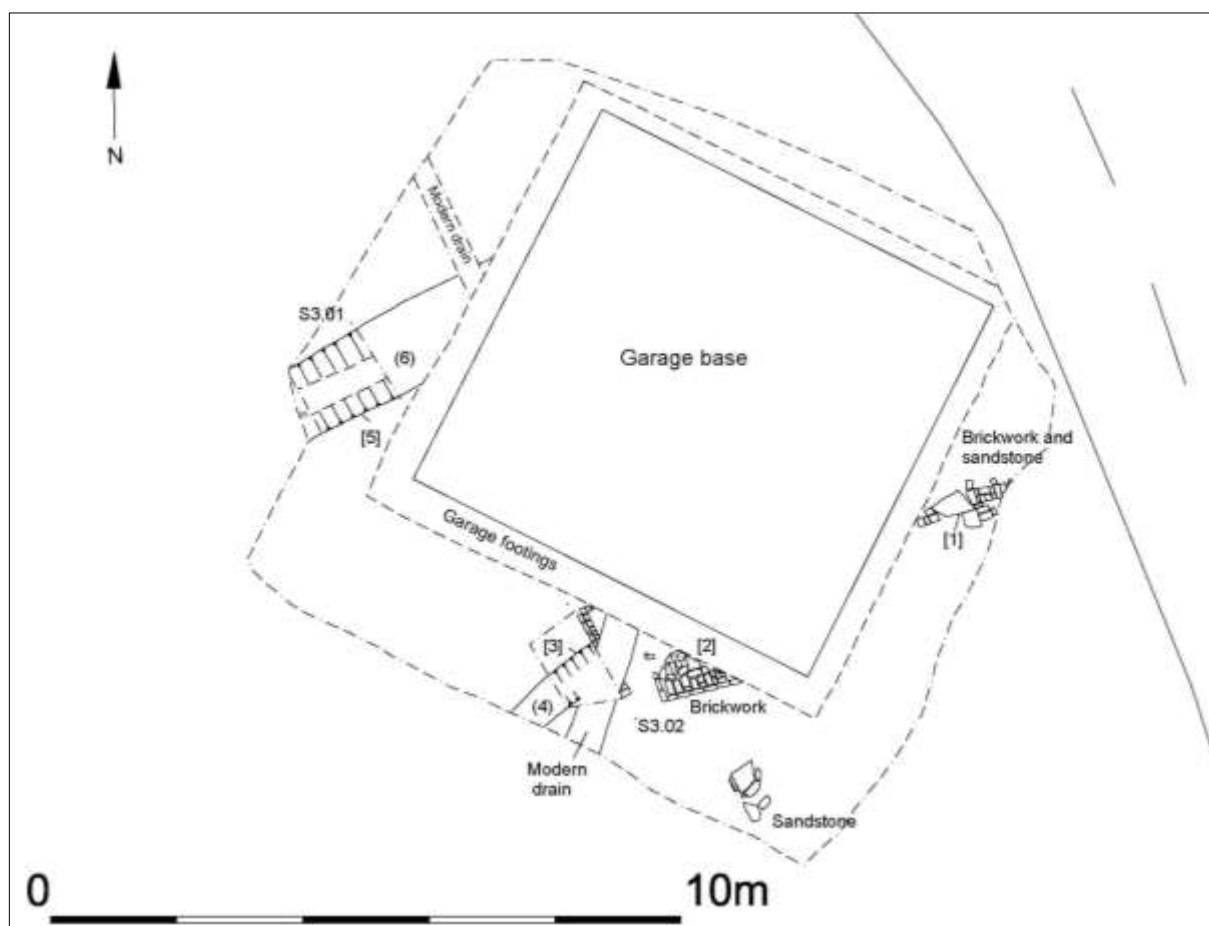 N
Modern drain
S3.01
(6)
Garage base
[5]
Brickwork and
sandstone
[1]
Garage footings
[3]
[2]
(4)
Brickwork
S3.02
Modern
drain
Sandstone
0
10m